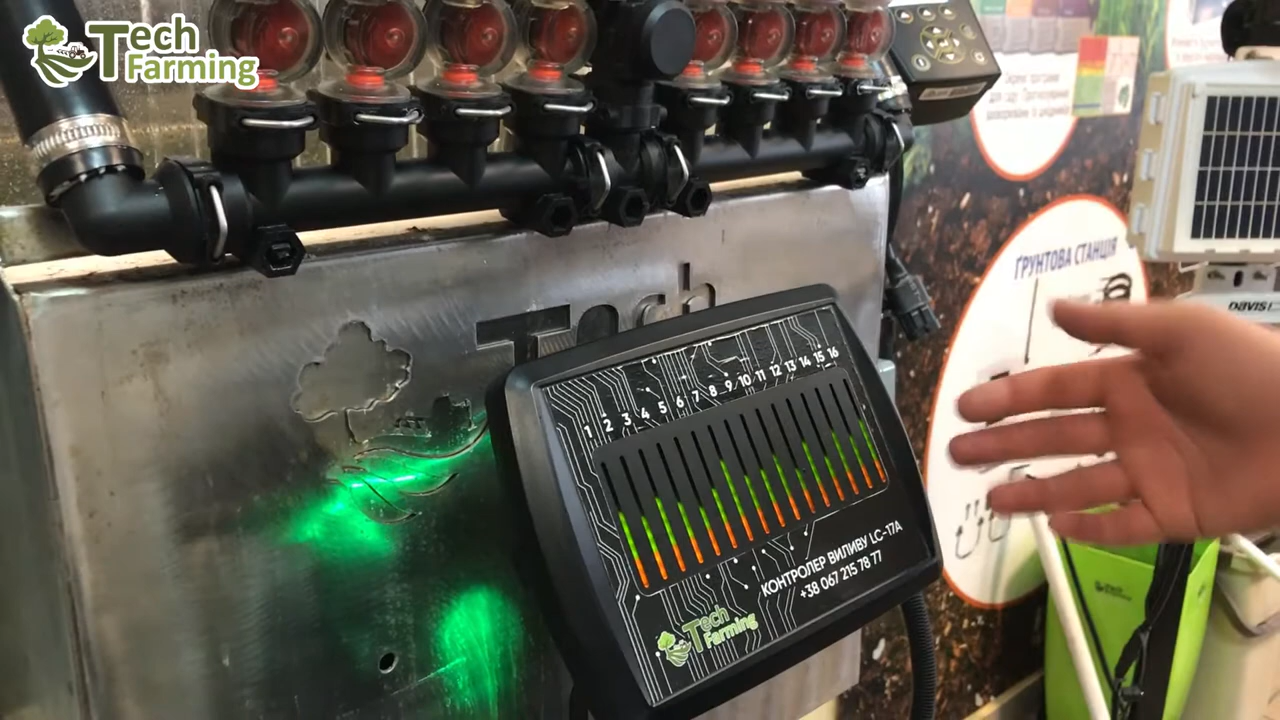 Tech
Farming
ҐРУНТОВА СТАНЦІЯ
DAVIS
Tech
1 2 3 4 5 6 7 8 9 10 11 12 13 14 15 16
КОНТРОЛЕР ВИЛИВУ LC-17A
+38 067 215 78 77
Tech
Farming